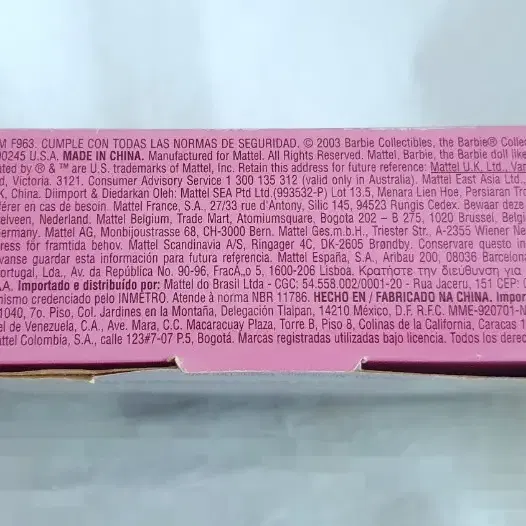 M F963. CUMPLE CON TODAS LAS NORMAS DE SEGURIDAD. © 2003 Barbie Collectibles, the Barbie® Collec
90245 U.S.A. MADE IN CHINA. Manufactured for Mattel. All Rights Reserved. Mattel, Barbie, the Barbie doll like
ated by ® & ™ are U.S. trademarks of Mattel, Inc. Retain this address for future reference: Mattel U.K. Ltd., Van
d, Victoria. 3121. Consumer Advisory Service 1 300 135 312 (valid only in Australia). Mattel East Asia Ltd.
K, China. Diimport & Diedarkan Oleh: Mattel SEA Ptd Ltd.(993532-P) Lot 13.5, Menara Lien Hoe, Persiaran Tro
férer en cas de besoin. Mattel France, S.A., 27/33 rue d'Antony, Silic 145, 94523 Rungis Cedex. Bewaar deze
elveen, Nederland. Mattel Belgium, Trade Mart, Atomiumsquare, Bogota 202 – B 275, 1020 Brussel, Belg
ermany. Mattel AG, Monbijoustrasse 68, CH-3000 Bern. Mattel Ges.m.b.H., Triester Str., A-2355 Wiener Ne
ress för framtida behov. Mattel Scandinavia A/S, Ringager 4C, DK-2605 Brøndby. Conservare questo in
vanse guardar esta información para futura referencia. Mattel España, S.A., Aribau 200, 08036 Barcelona
ortugal, Lda., Av. da República No. 90-96, FracA,o 5, 1600-206 Lisboa. Κρατήστε την διευθυνση για
.A. Importado e distribuído por: Mattel do Brasil Ltda - CGC: 54.558.002/0001-20 - Rua Jaceru, 151 CEP:
nismo credenciado pelo INMETRO. Atende à norma NBR 11786. HECHO EN / FABRICADO NA CHINA. Impor
1040, 7o. Piso, Col. Jardines en la Montaña, Delegación Tlalpan, 14210 México, D.F. R.F.C. MME-920701-N
el de Venezuela, C.A., Ave. Mara, C.C. Macaracuay Plaza, Torre B, Piso 8, Colinas de la California, Caracas 1
attel Colombia, S.A., calle 123#7-07 P.5, Bogotá. Marcas registradas utilizadas bajo licencia. Todos los derec